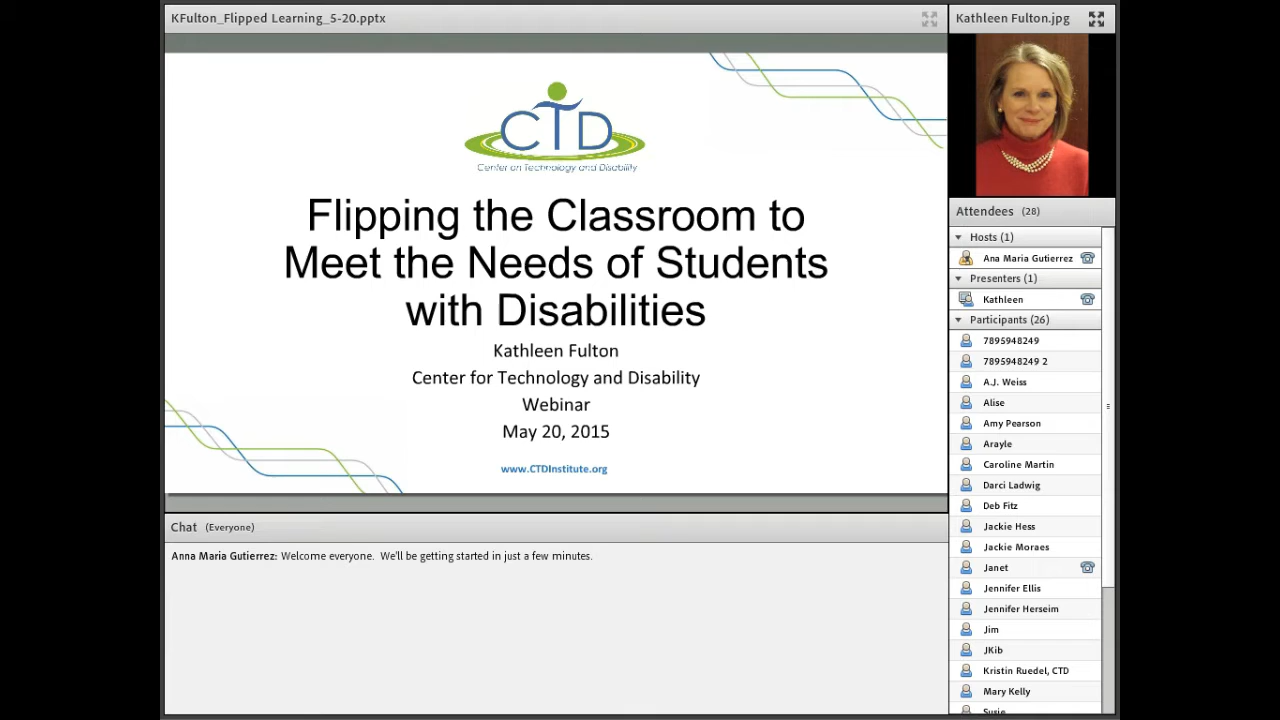 KFulton_Flipped Learning_5-20.pptx
CTD
Center on Technology and Disability
Flipping the Classroom to
Meet the Needs of Students
with Disabilities
Kathleen Fulton
Center for Technology and Disability
Webinar
May 20, 2015
www.CTDInstitute.org
Chat (Everyone)
Anna Maria Gutierrez: Welcome everyone. We'll be getting started in just a few minutes.
Kathleen Fulton.jpg
Attendees (28)
Hosts (1)
Ana Maria Gutierrez
Presenters (1)
Kathleen
Participants (26)
7895948249
7895948249 2
A.J. Weiss
Alise
Amy Pearson
Arayle
Caroline Martin
Darci Ladwig
Deb Fitz
Jackie Hess
Jackie Moraes
Janet
Jennifer Ellis
Jennifer Herseim
Jim
JKib
Kristin Ruedel, CTD
Mary Kelly
Susie